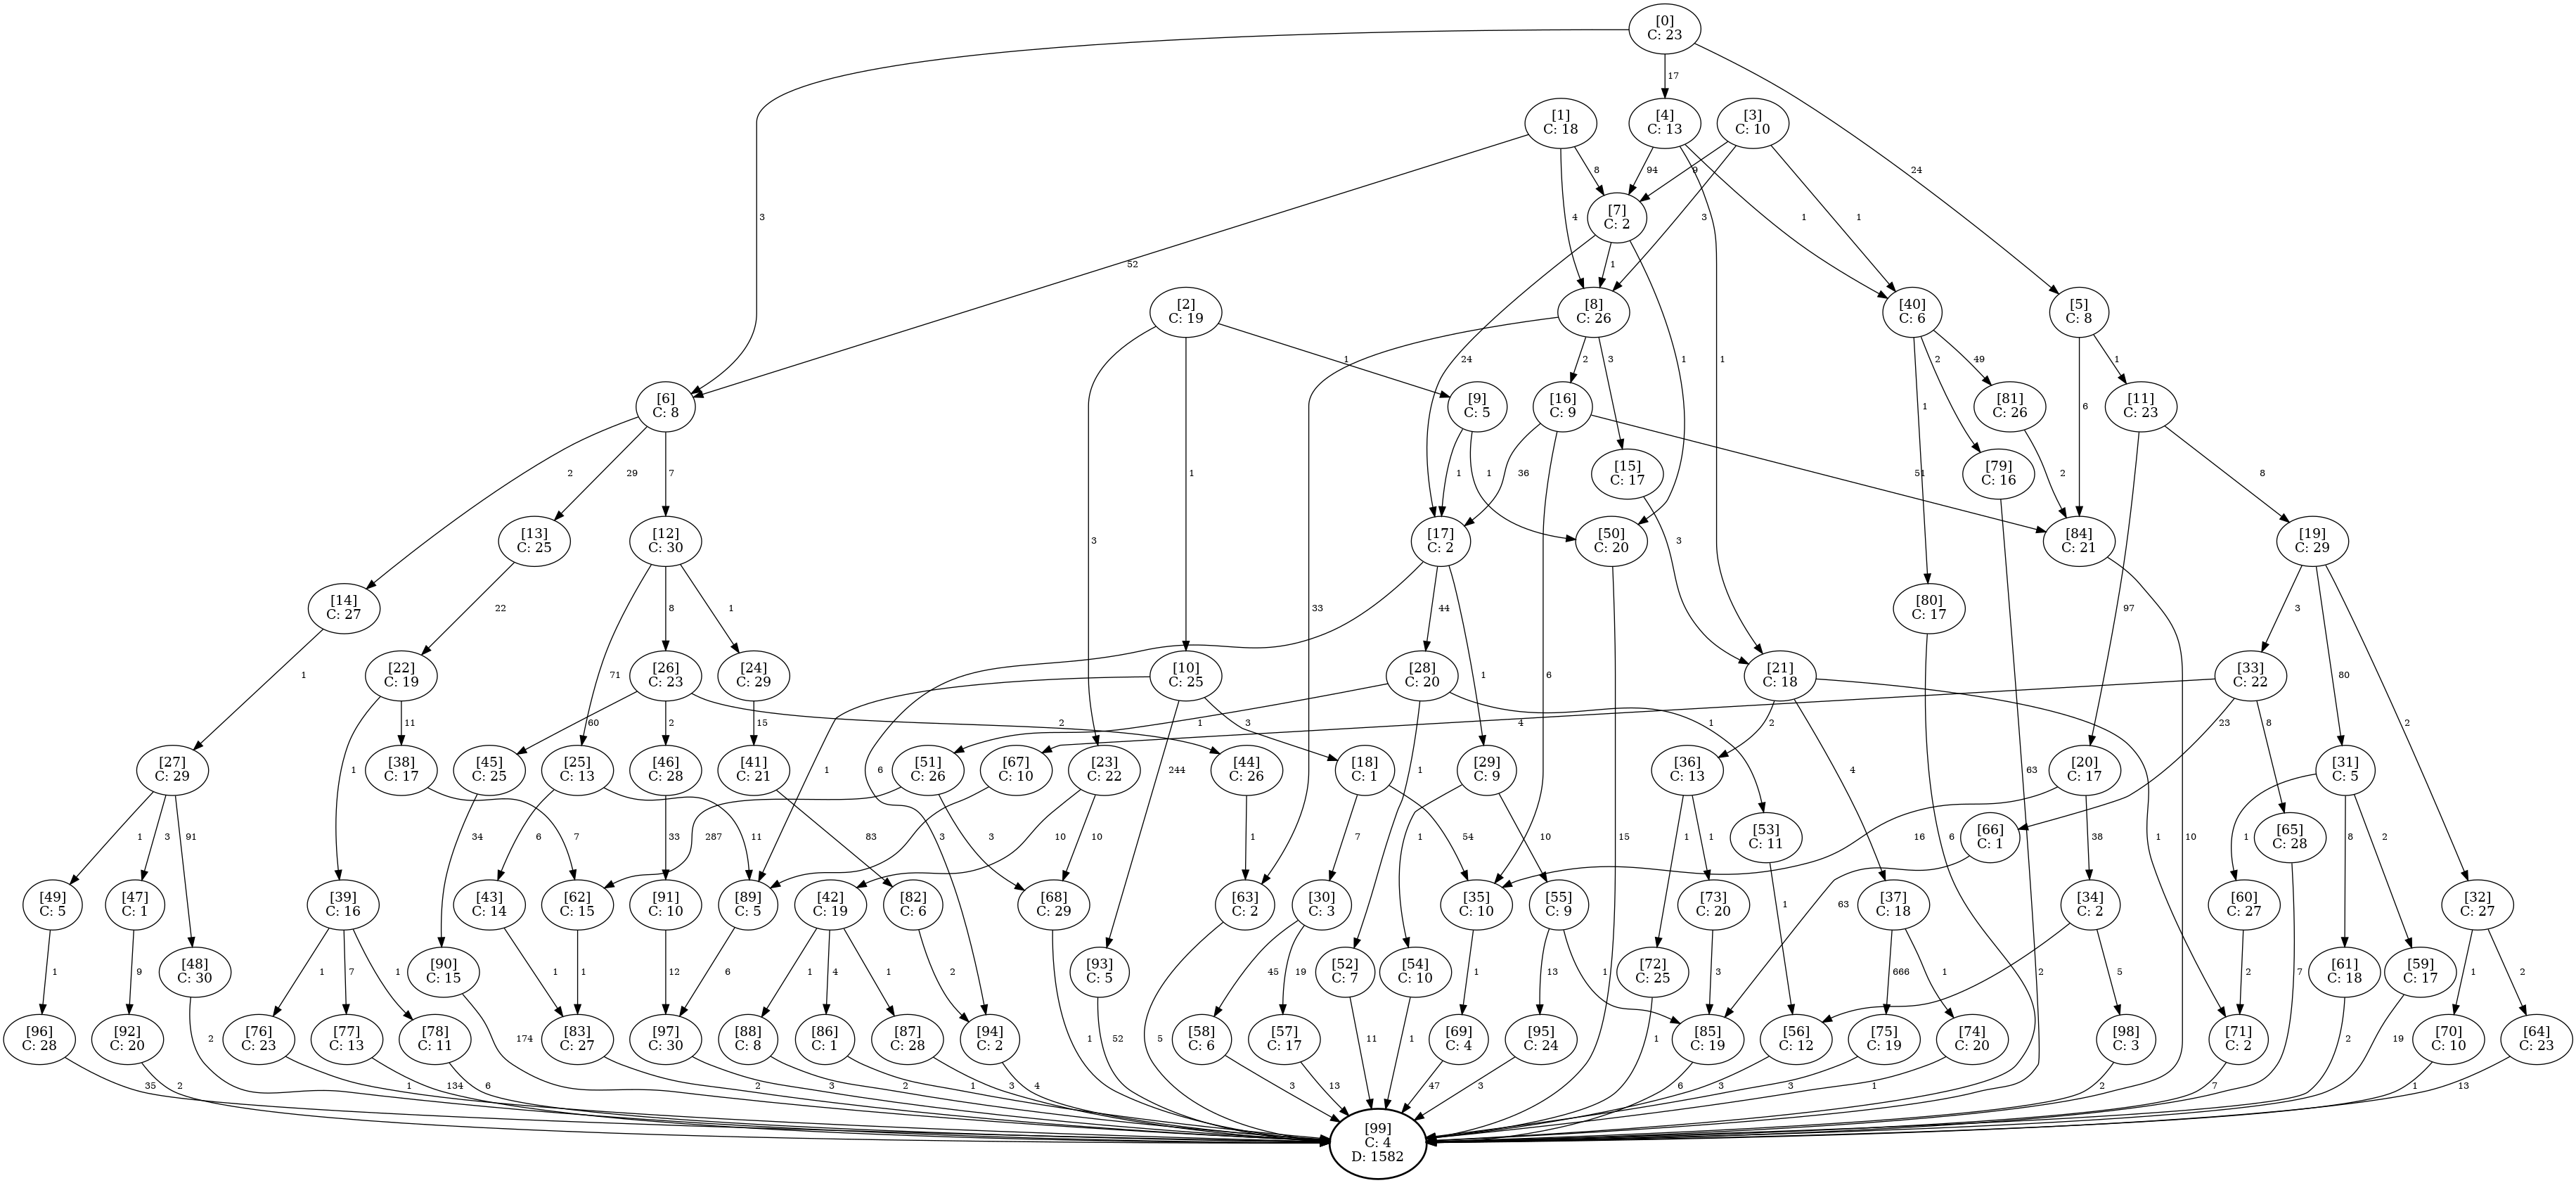 [0]
C: 23
17
[1]
C: 18
[4]
C: 13
[3]
C: 10
24
8
94
9
3
4
3
1
[7]
C: 2
52
1
[2]
C: 19
[8]
C: 26
[40]
C: 6
[5]
C: 8
1
24
1
1
2
3
1
2
49
1
[6]
C: 8
[9]
C: 5
[16]
C: 9
[81]
C: 26
[11]
C: 23
1
6
2
29
7
1
1
1
36
[15]
C: 17
51
[79]
C: 16
2
8
[13]
C: 25
[12]
C: 30
3
[17]
C: 2
[50]
C: 20
3
[84]
C: 21
[19]
C: 29
[14]
C: 27
22
8
1
33
44
[80]
C: 17
97
3
1
71
[22]
C: 19
[26]
C: 23
[24]
C: 29
[10]
C: 25
[28]
C: 20
1
6
[21]
C: 18
[33]
C: 22
80
2
11
60
2
15
2
3
1
1
4
2
23
8
[27]
C: 29
1
[38]
C: 17
[45]
C: 25
[25]
C: 13
[46]
C: 28
[41]
C: 21
1
6
[51]
C: 26
[67]
C: 10
[23]
C: 22
244
[44]
C: 26
[18]
C: 1
1
[29]
C: 9
[36]
C: 13
4
63
[20]
C: 17
[31]
C: 5
1
3
91
34
6
7
11
33
83
287
3
3
10
10
1
7
54
1
10
[53]
C: 11
15
1
1
16
6
[66]
C: 1
38
1
10
[65]
C: 28
1
8
2
[49]
C: 5
[47]
C: 1
[39]
C: 16
[43]
C: 14
[62]
C: 15
[91]
C: 10
[89]
C: 5
[42]
C: 19
[82]
C: 6
[68]
C: 29
[63]
C: 2
[30]
C: 3
[35]
C: 10
[55]
C: 9
63
[73]
C: 20
[37]
C: 18
[34]
C: 2
[60]
C: 27
[32]
C: 27
1
9
[48]
C: 30
1
7
1
[90]
C: 15
1
1
12
6
1
4
1
2
[93]
C: 5
45
19
[52]
C: 7
[54]
C: 10
1
13
1
[72]
C: 25
3
1
666
1
2
5
2
7
[61]
C: 18
[59]
C: 17
1
2
[96]
C: 28
[92]
C: 20
2
[76]
C: 23
[77]
C: 13
[78]
C: 11
174
[83]
C: 27
[97]
C: 30
[88]
C: 8
[86]
C: 1
[87]
C: 28
[94]
C: 2
1
52
5
[58]
C: 6
[57]
C: 17
11
1
[69]
C: 4
[95]
C: 24
1
[85]
C: 19
[56]
C: 12
[75]
C: 19
[74]
C: 20
[98]
C: 3
[71]
C: 2
2
19
[70]
C: 10
[64]
C: 23
35
2
1
134
6
2
3
2
1
3
4
3
13
47
3
6
3
3
1
2
7
1
13
[99]
C: 4
D: 1582